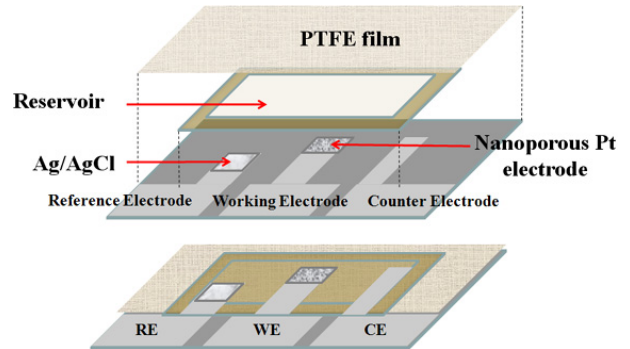 PTFE film
Reservoir
Ag/AgCl
Nanoporous Pt
electrode
Reference Electrode
Working Electrode
Counter Electrode
RE
WE
CE